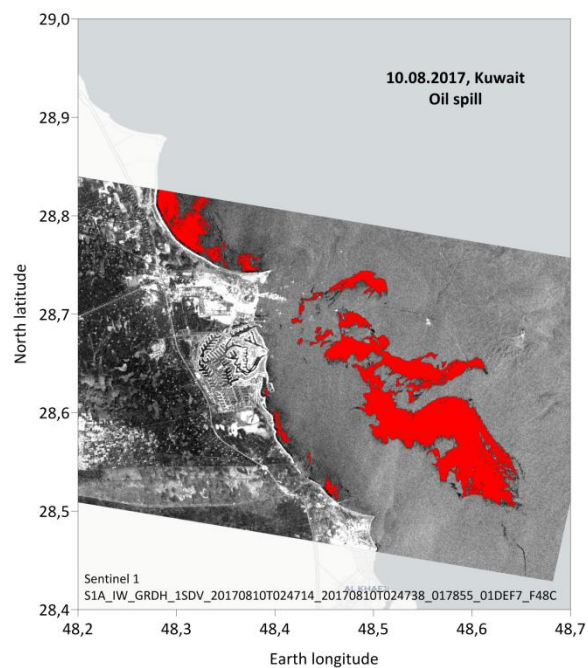 29,0
10.08.2017, Kuwait
Oil spill
28,9
28,8
28,7
North latitude
28,6
28,5
AL KHAFJI
Sentinel 1
S1A_IW_GRDH_1SDV_20170810T024714_20170810T024738_017855_01DEF7_F48C
28,4
48,2 48,3 48,4 48,5 48,6 48,7
Earth longitude